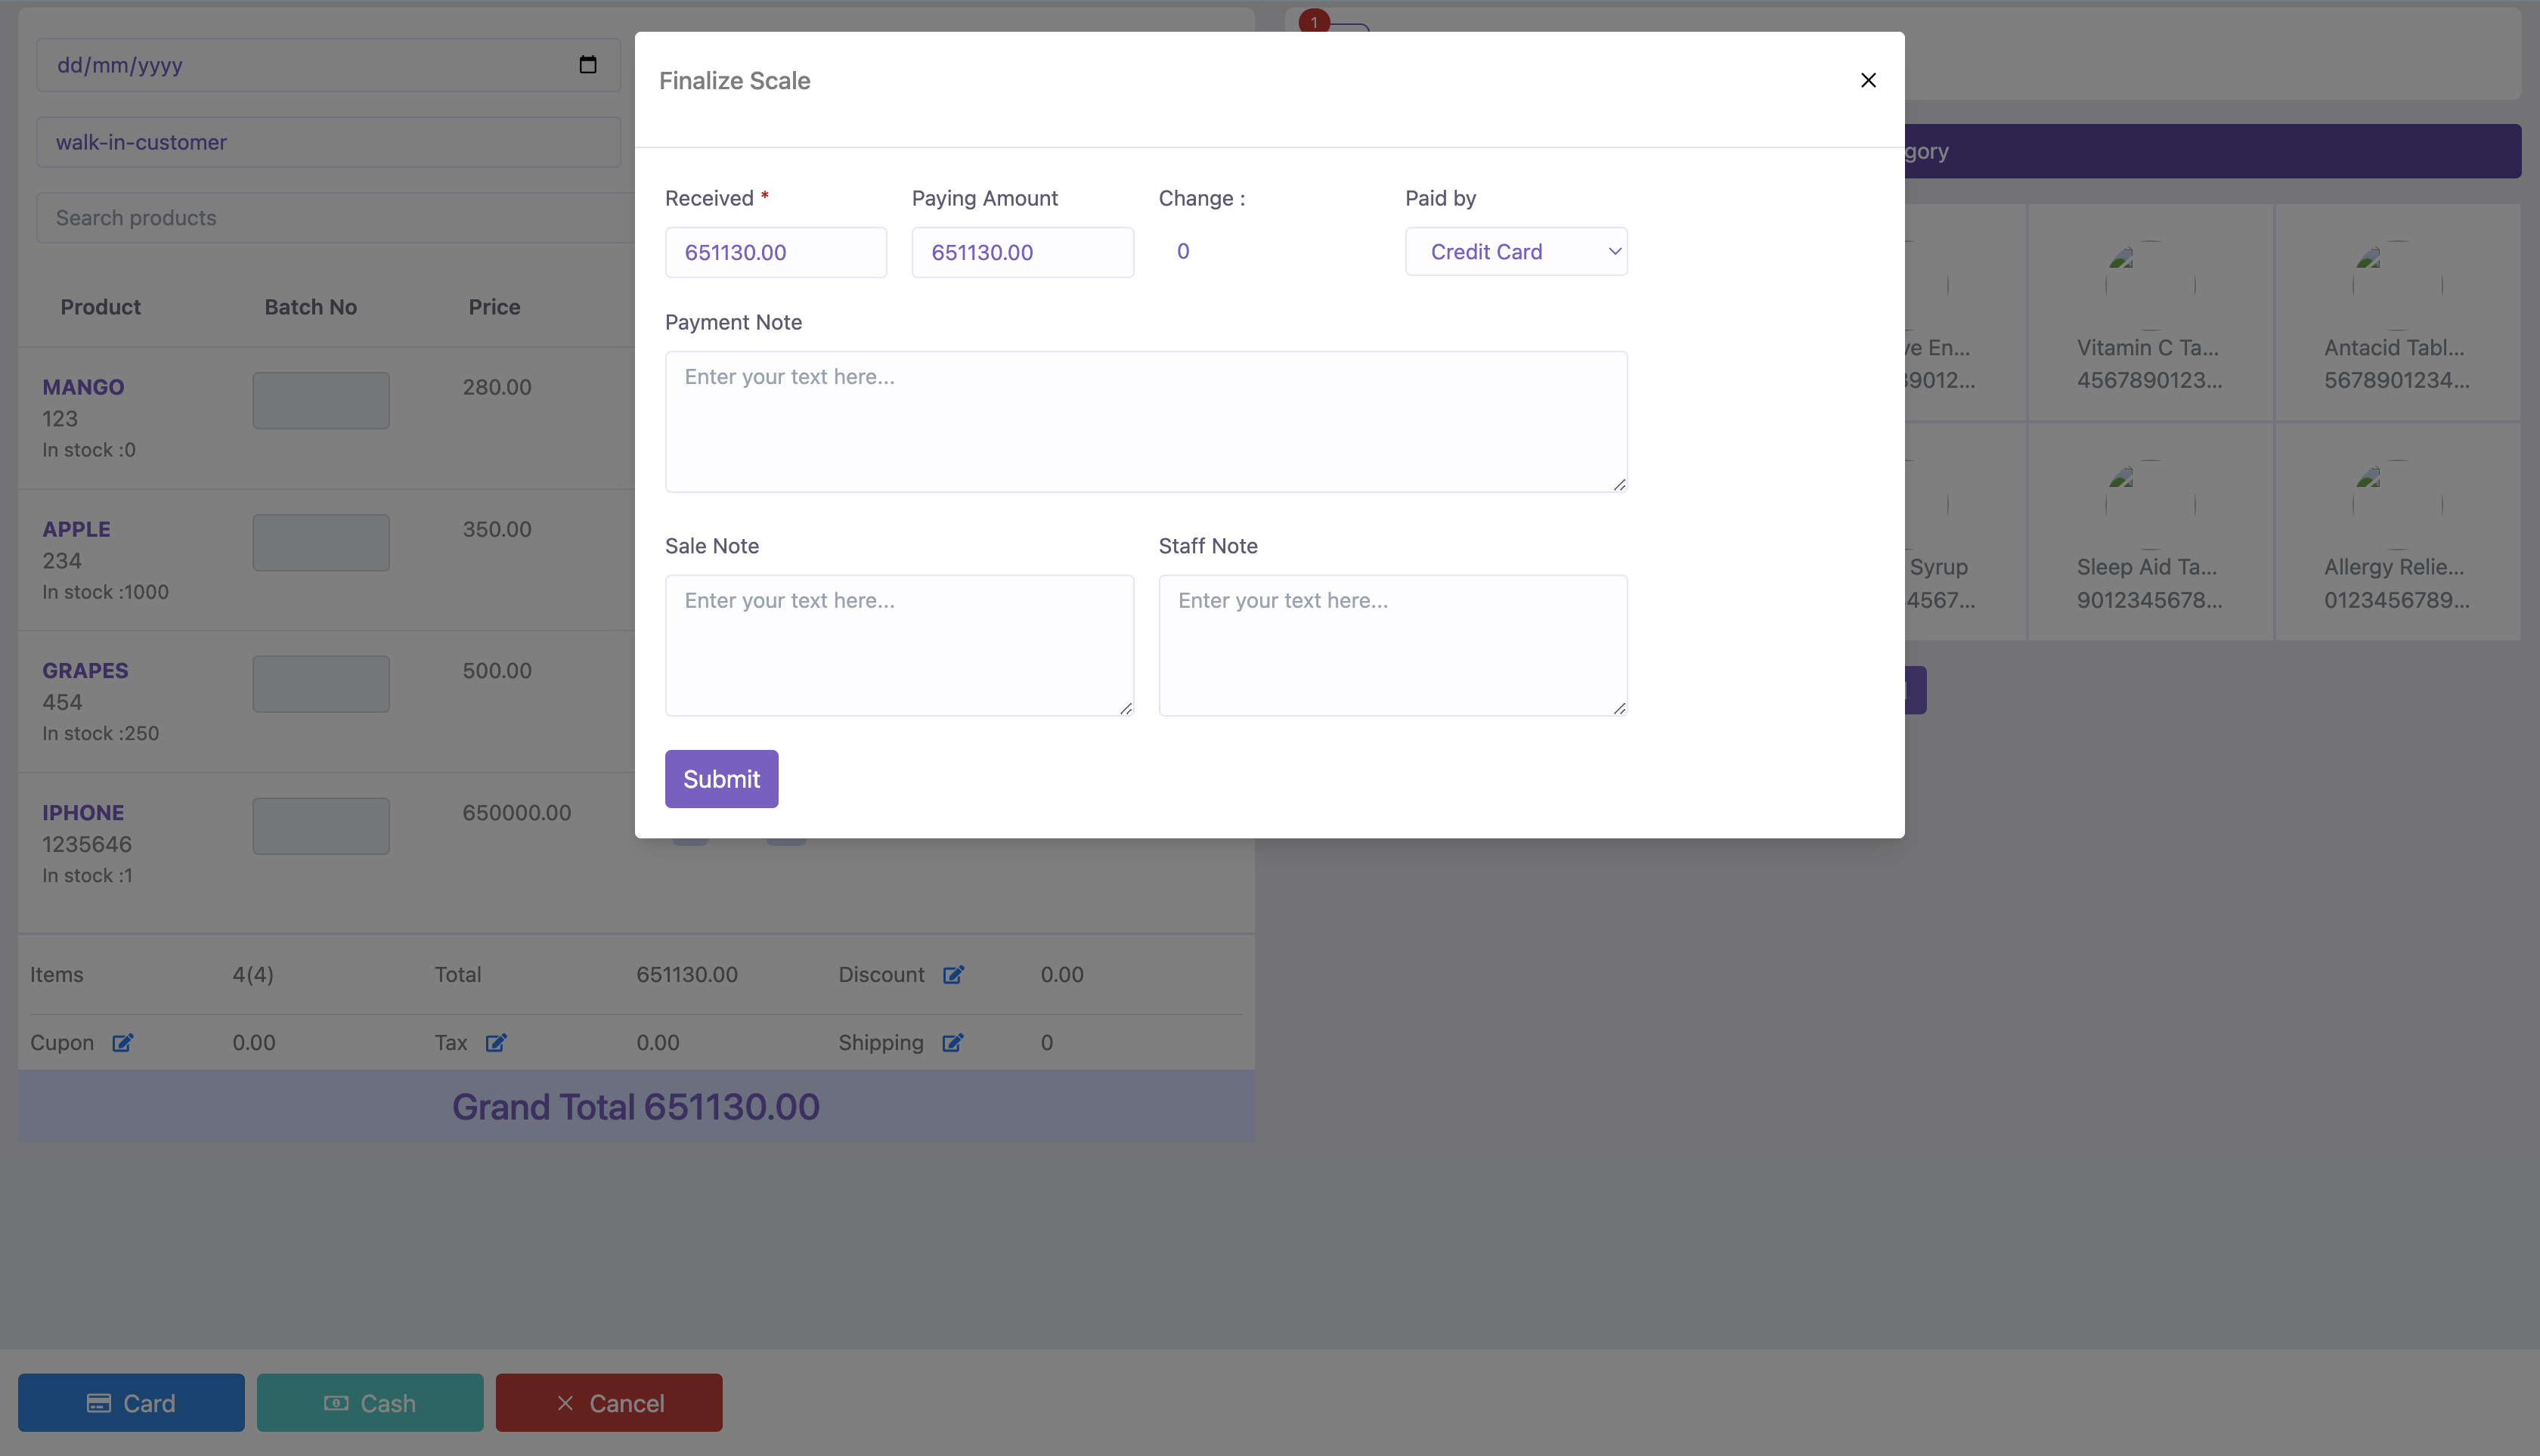 1
dd/mm/yyyy
walk-in-customer
Search products
Product Batch No Price
MANGO 280.00
123
In stock :0
APPLE 350.00
234
In stock :1000
GRAPES 500.00
454
In stock :250
IPHONE 650000.00
1235646
In stock :1
Items 4(4) Total 651130.00 Discount 0.00
Cupon 0.00 Tax 0.00 Shipping 0
Grand Total 651130.00
Card Cash Cancel
Finalize Scale
Received * Paying Amount Change : Paid by
651130.00 651130.00 0 Credit Card
Payment Note
Enter your text here...
Sale Note Staff Note
Enter your text here... Enter your text here...
Submit
gory
ve En... Vitamin C Ta... Antacid Tabl...
9012... 4567890123... 5678901234...
Syrup Sleep Aid Ta... Allergy Relie...
4567... 9012345678... 0123456789...